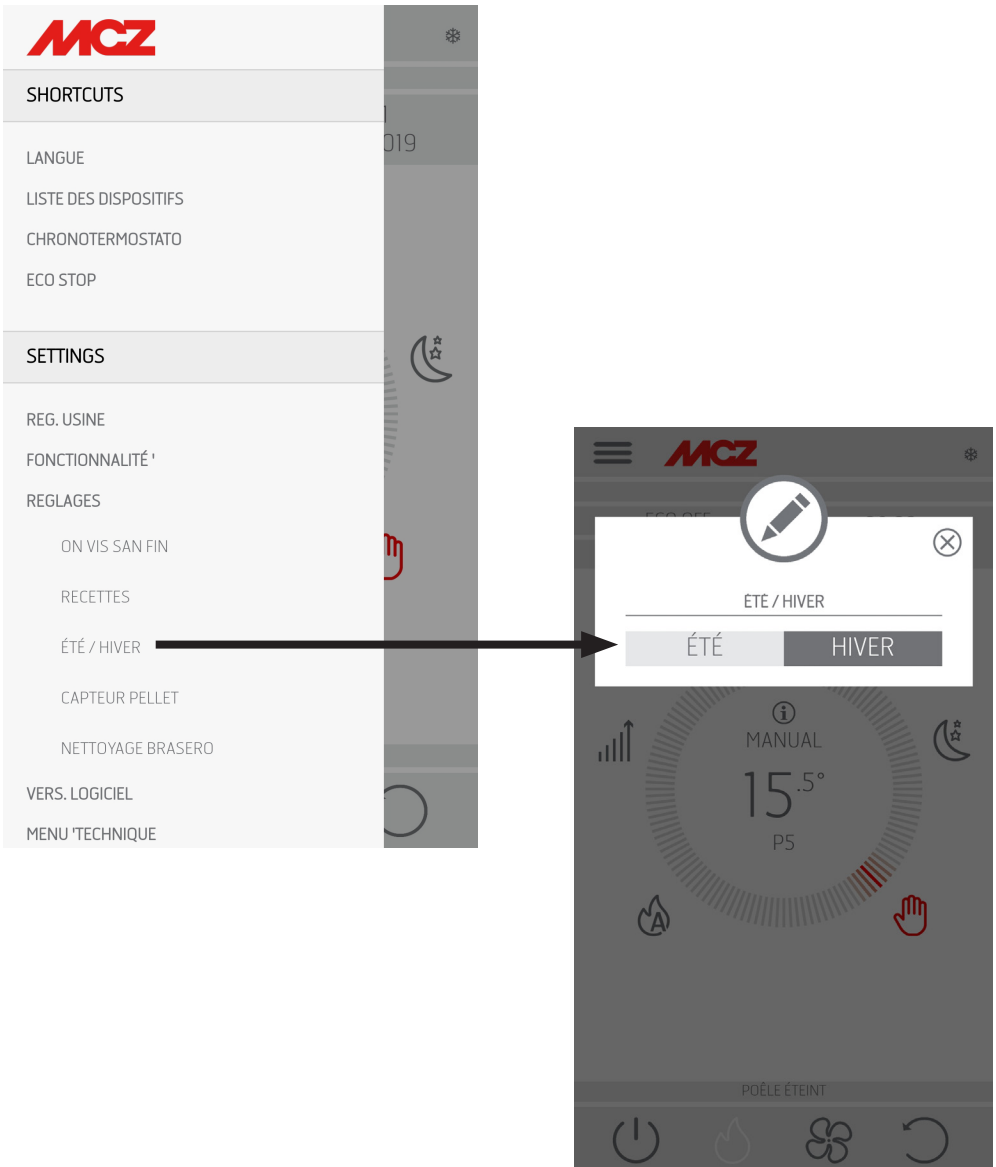 MCZ
SHORTCUTS
LANGUE
LISTE DES DISPOSITIFS
CHRONOTERMOSTATO
ECO STOP
SETTINGS
REG. USINE
FONCTIONNALITÉ '
REGLAGES
ON VIS SAN FIN
RECETTES
ÉTÉ / HIVER
CAPTEUR PELLET
NETTOYAGE BRASERO
VERS. LOGICIEL
MENU 'TECHNIQUE
019
MCZ
ÉTÉ / HIVER
ÉTÉ HIVER
MANUAL
15.5°
P5
A
POÊLE ÉTEINT